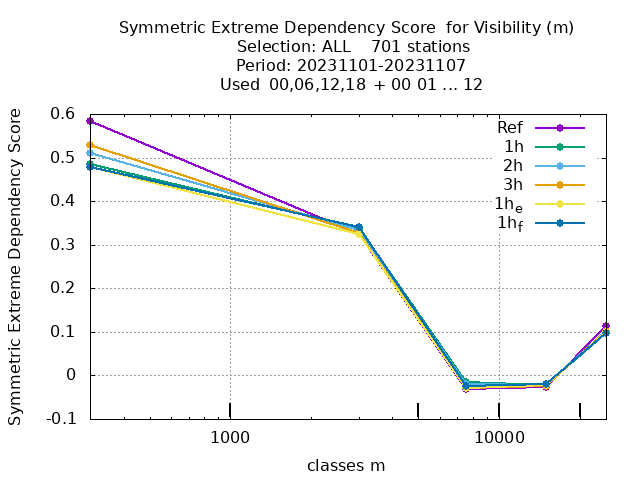 Symmetric Extreme Dependency Score for Visibility (m)
Selection: ALL 701 stations
Period: 20231101-20231107
Used 00,06,12,18 + 00 01 ... 12
Symmetric Extreme Dependency Score
0.6
0.5
0.4
0.3
0.2
0.1
0
-0.1
Ref
1h
2h
3h
1h_e
1h_f
1000
10000
classes m